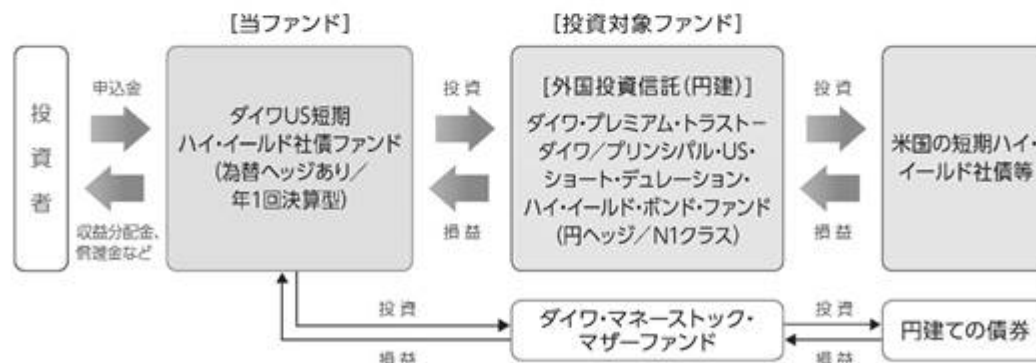 [当ファンド]
[投資対象ファンド]
投資者
申込金
収益分配金、
償還金など
ダイワUS短期
ハイ・イールド社債ファンド
(為替ヘッジあり／
年1回決算型)
投資
損益
[外国投資信託(円建)]
ダイワ・プレミアム・トラスト－
ダイワ／プリンシパル・US・
ショート・デュレーション・
ハイ・イールド・ボンド・ファンド
(円ヘッジ／N1クラス)
投資
損益
米国の短期ハイ・
イールド社債等
投資
損益
ダイワ・マネーストック・
マザーファンド
投資
損益
円建ての債券